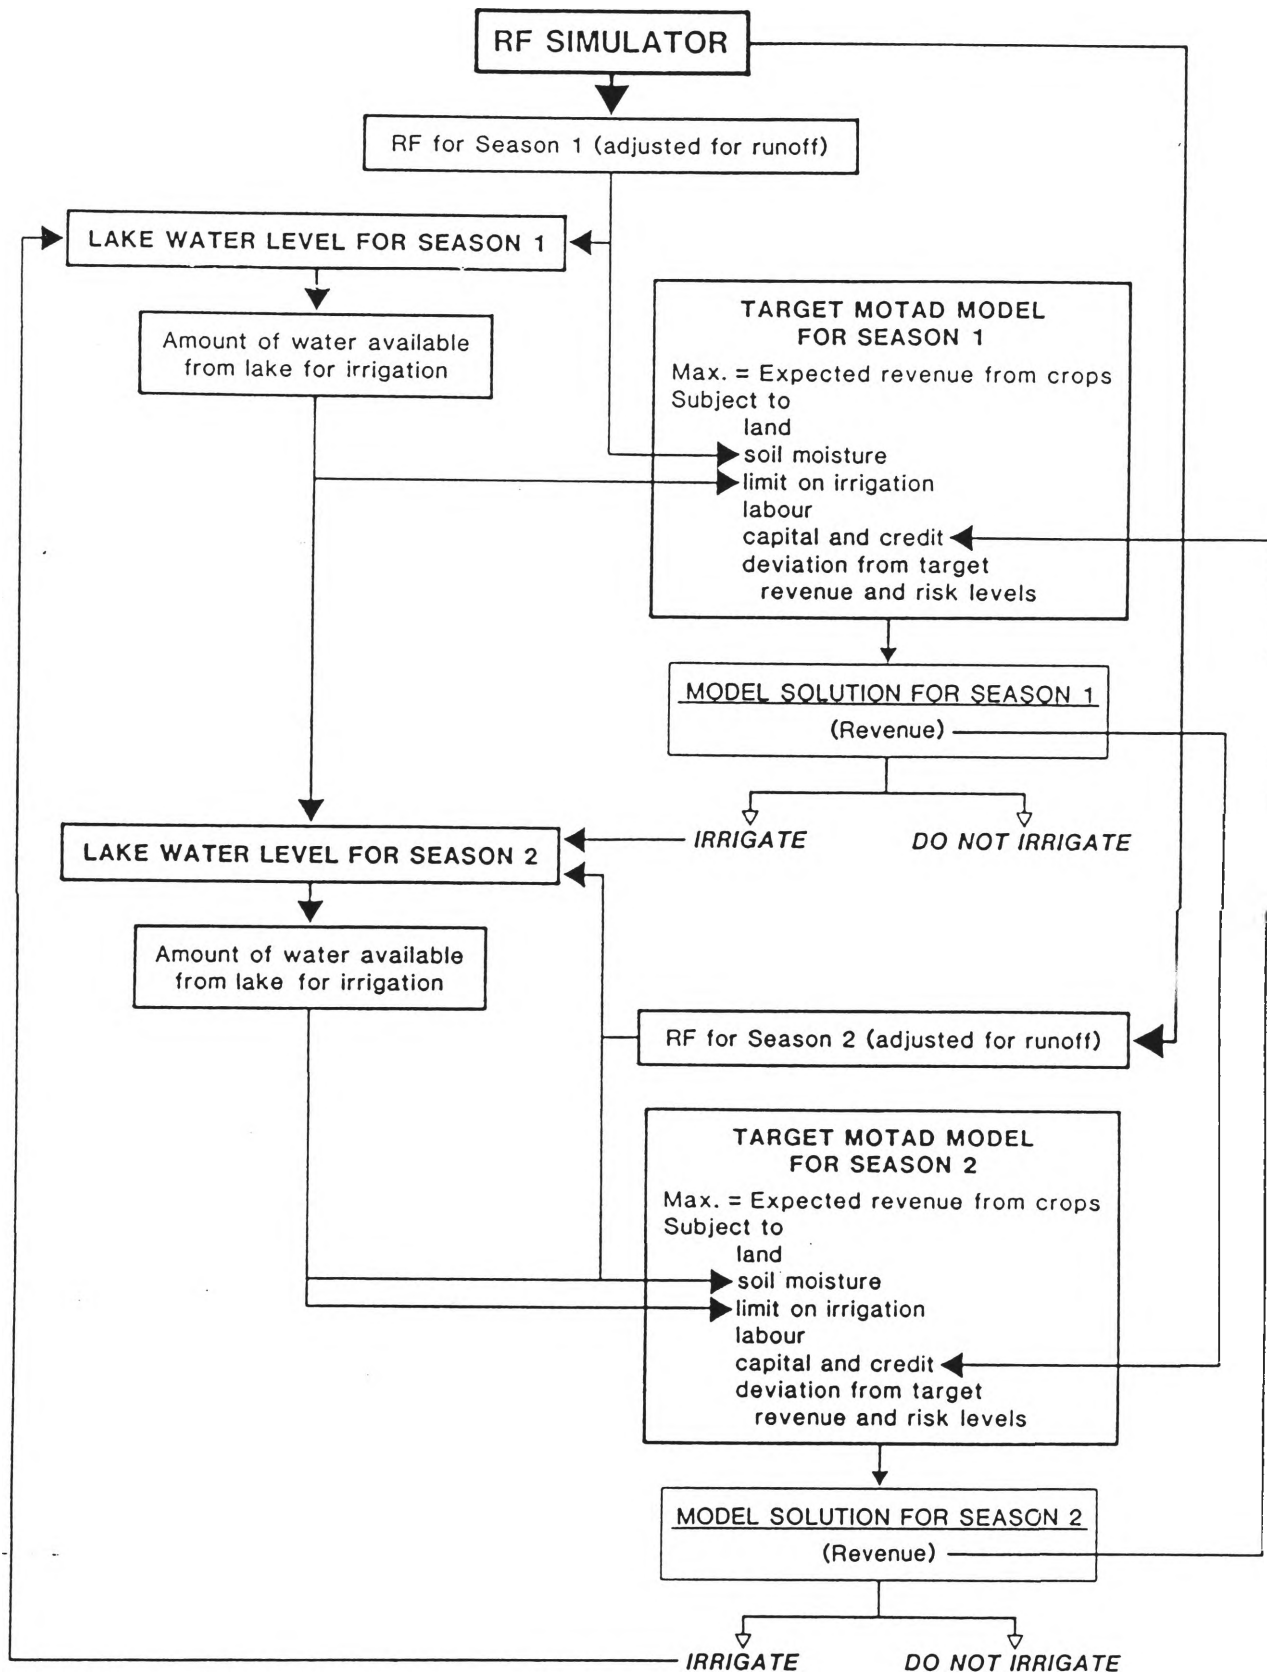 RF SIMULATOR
RF for Season 1 (adjusted for runoff)
LAKE WATER LEVEL FOR SEASON 1
Amount of water available
from lake for irrigation
TARGET MOTAD MODEL
FOR SEASON 1
Max. = Expected revenue from crops
Subject to
land
soil moisture
limit on irrigation
labour
capital and credit
deviation from target
revenue and risk levels
MODEL SOLUTION FOR SEASON 1
(Revenue)
IRRIGATE
DO NOT IRRIGATE
LAKE WATER LEVEL FOR SEASON 2
Amount of water available
from lake for irrigation
RF for Season 2 (adjusted for runoff)
TARGET MOTAD MODEL
FOR SEASON 2
Max. = Expected revenue from crops
Subject to
land
soil moisture
limit on irrigation
labour
capital and credit
deviation from target
revenue and risk levels
MODEL SOLUTION FOR SEASON 2
(Revenue)
IRRIGATE
DO NOT IRRIGATE